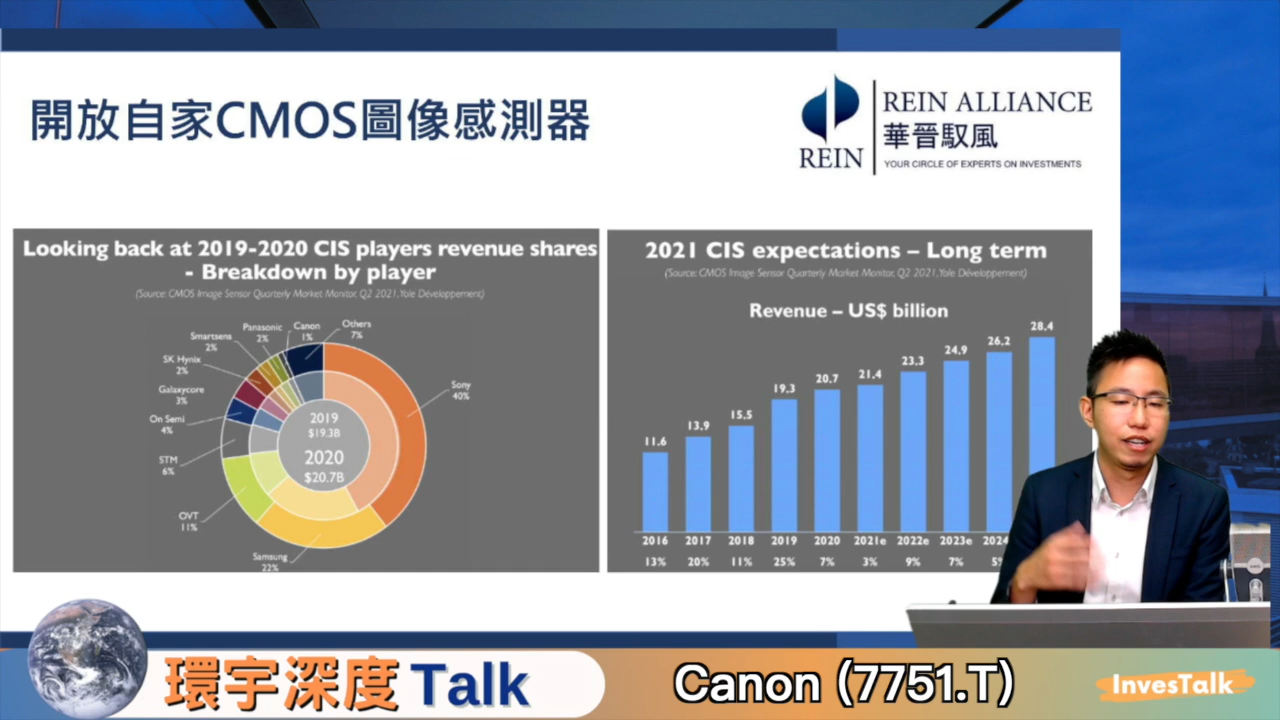 開放自家CMOS圖像感測器
REIN
REIN ALLIANCE
華晉馭風
YOUR CIRCLE OF EXPERTS ON INVESTMENTS
Looking back at 2019-2020 CIS players revenue shares
- Breakdown by player
(Source: CMOS Image Sensor Quarterly Market Monitor, Q2 2021, Yole Développement)
Others
7%
Canon
1%
Panasonic
2%
Smartsens
2%
SK Hynix
2%
Galaxycore
3%
On Semi
4%
STM
6%
OVT
11%
Samsung
22%
Sony
40%
2019
$19.3B
2020
$20.7B
2021 CIS expectations – Long term
(Source: CMOS Image Sensor Quarterly Market Monitor, Q2 2021, Yole Développement)
Revenue – US$ billion
11.6 13.9 15.5 19.3 20.7 21.4 23.3 24.9 26.2 28.4
2016 2017 2018 2019 2020 2021e 2022e 2023e 2024
13% 20% 11% 25% 7% 3% 9% 7% 5%
環宇深度 Talk
Canon (7751.T)
InvesTalk